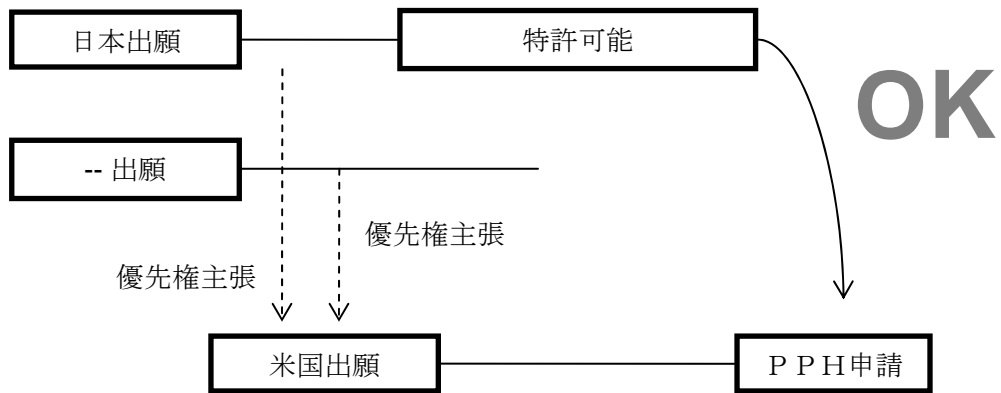 日本出願
特許可能
OK
-- 出願
優先権主張
優先権主張
米国出願
ＰＰＨ申請